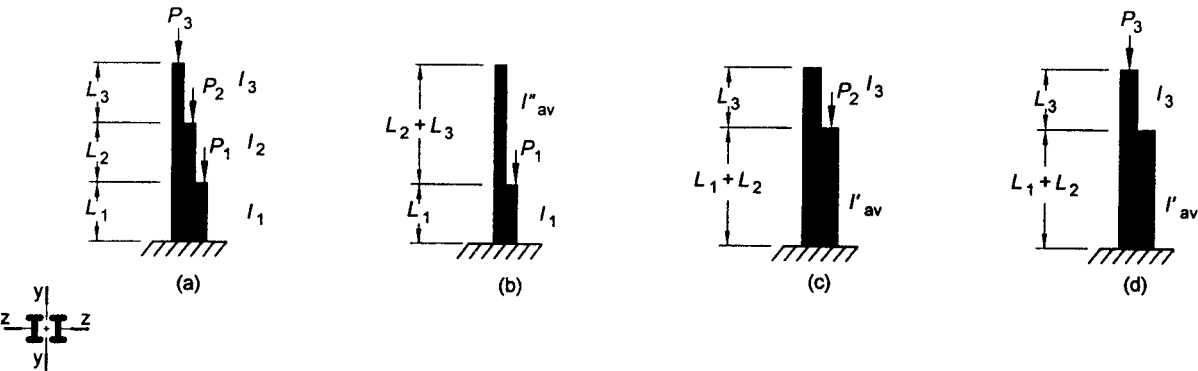 P3
L3 P2 I3
L2 P1 I2
L1 I1
(a)
L2 + L3 I"av
P1
L1 I1
(b)
L3 P2 I3
L1 + L2 I'av
(c)
P3
L3 I3
L1 + L2 I'av
(d)
y
z z
y